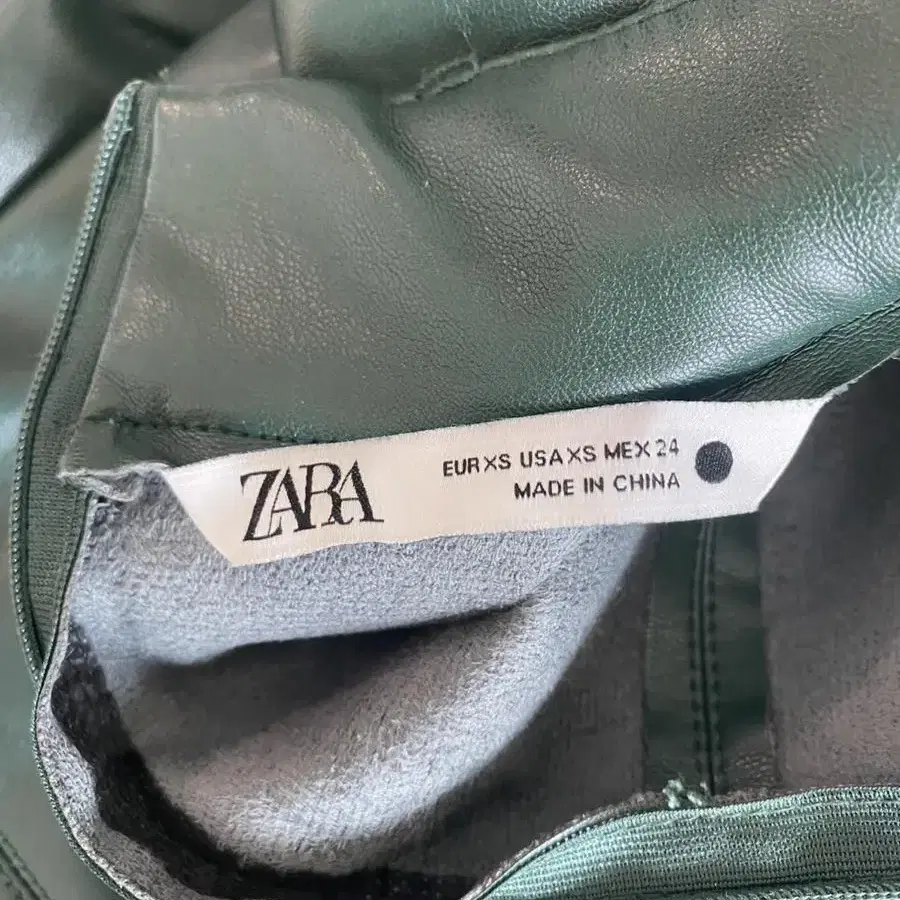 ZARA
EUR XS USA XS MEX 24
MADE IN CHINA